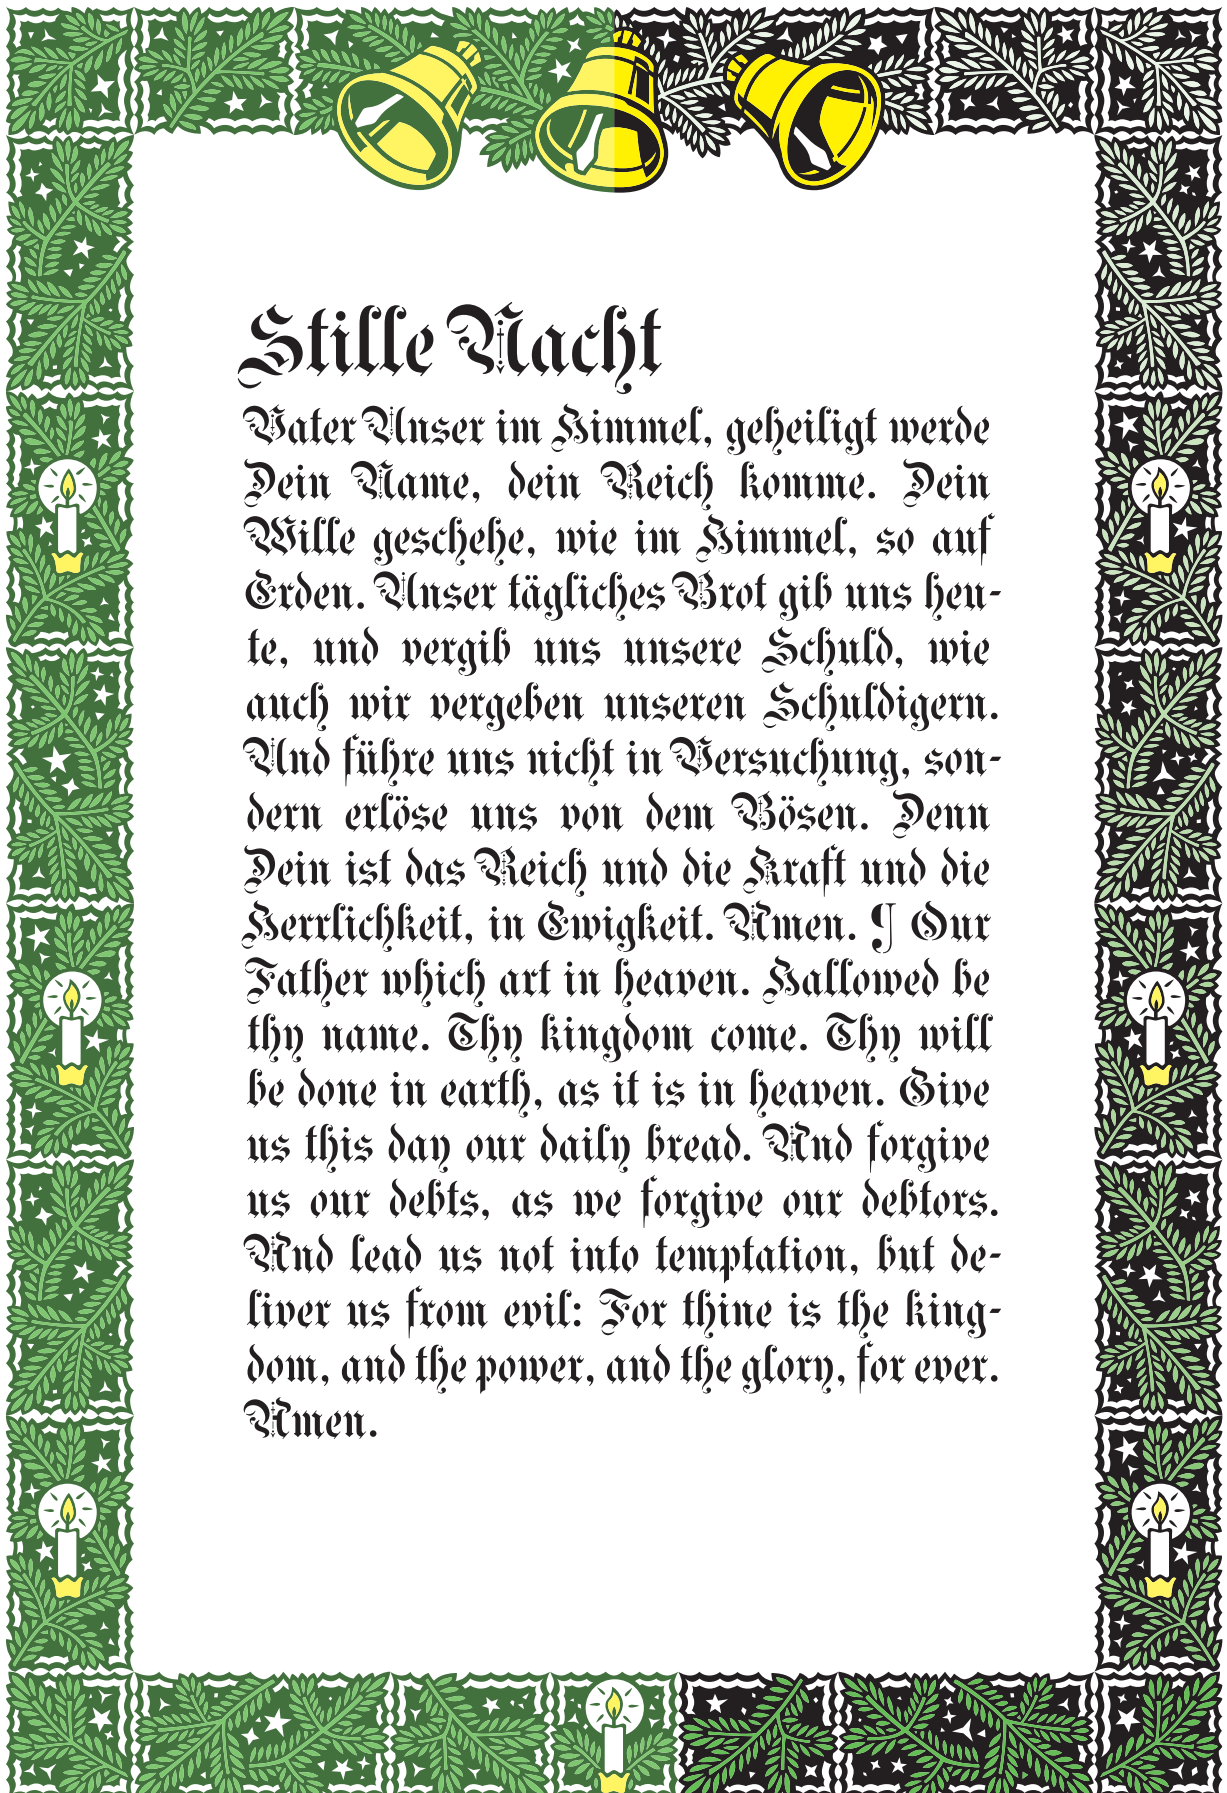 Stille Nacht
Vater Unser im Himmel, geheiligt werde
Dein Name, dein Reich komme. Dein
Wille geschehe, wie im Himmel, so auf
Erden. Unser tägliches Brot gib uns heu-
te, und vergib uns unsere Schuld, wie
auch wir vergeben unseren Schuldigern.
Und führe uns nicht in Versuchung, son-
dern erlöse uns von dem Bösen. Denn
Dein ist das Reich und die Kraft und die
Herrlichkeit, in Ewigkeit. Amen. ¶ Our
Father which art in heaven. Hallowed be
thy name. Thy kingdom come. Thy will
be done in earth, as it is in heaven. Give
us this day our daily bread. And forgive
us our debts, as we forgive our debtors.
And lead us not into temptation, but de-
liver us from evil: For thine is the king-
dom, and the power, and the glory, for ever.
Amen.